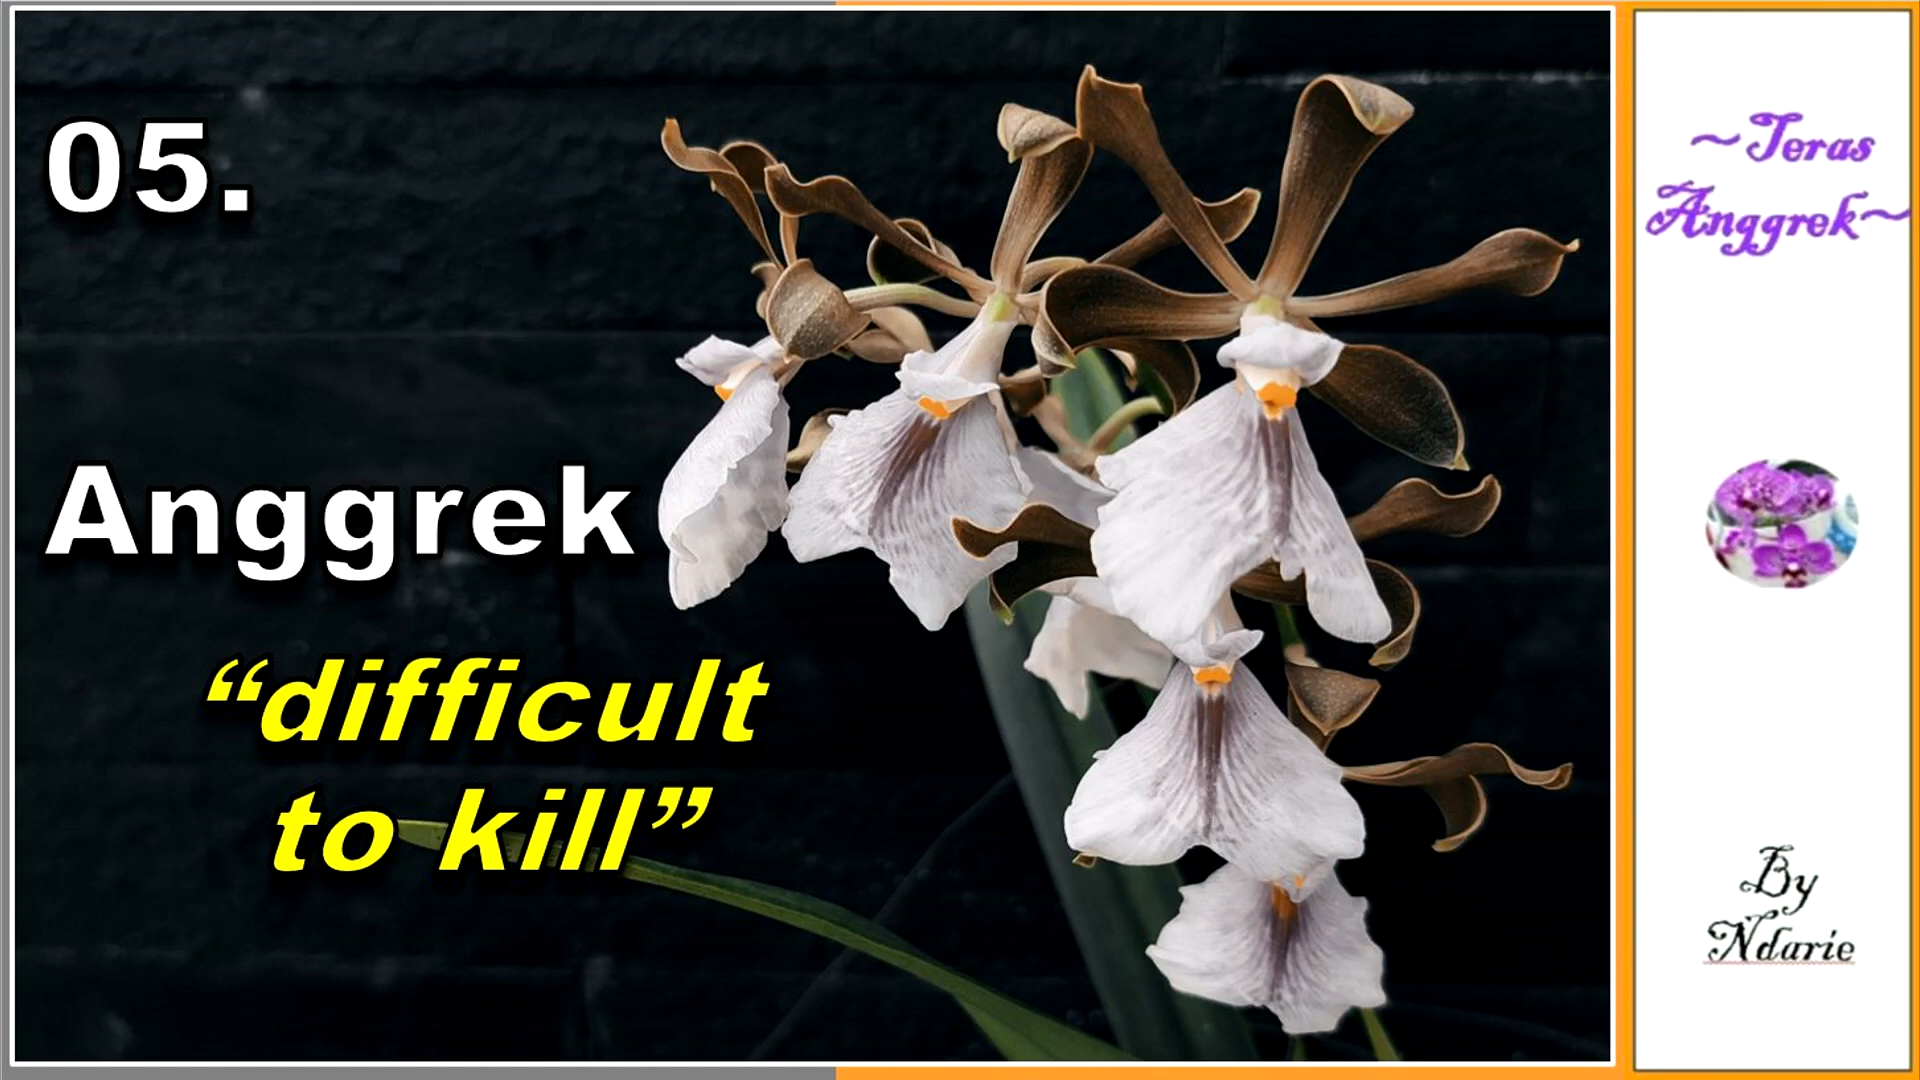 05.
Anggrek
“difficult
to kill”
~Teras
Anggrek~
By
Ndarie